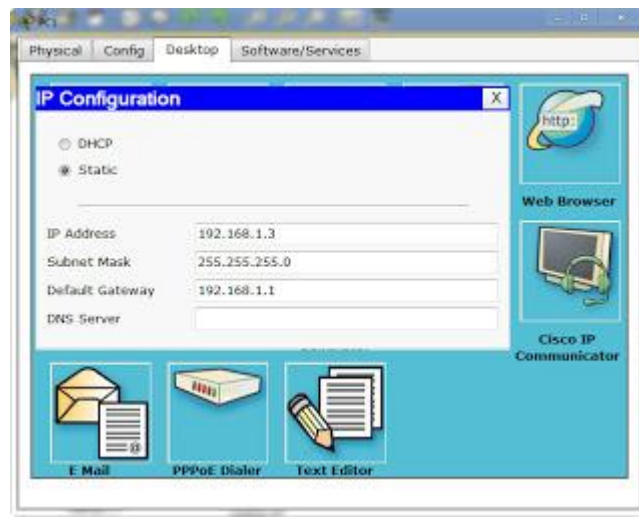 PC1
Physical Config Desktop Software/Services
IP Configuration X
DHCP
Static
IP Address 192.168.1.3
Subnet Mask 255.255.255.0
Default Gateway 192.168.1.1
DNS Server
http:
Web Browser
Cisco IP
Communicator
@
E Mail PPPoE Dialer Text Editor